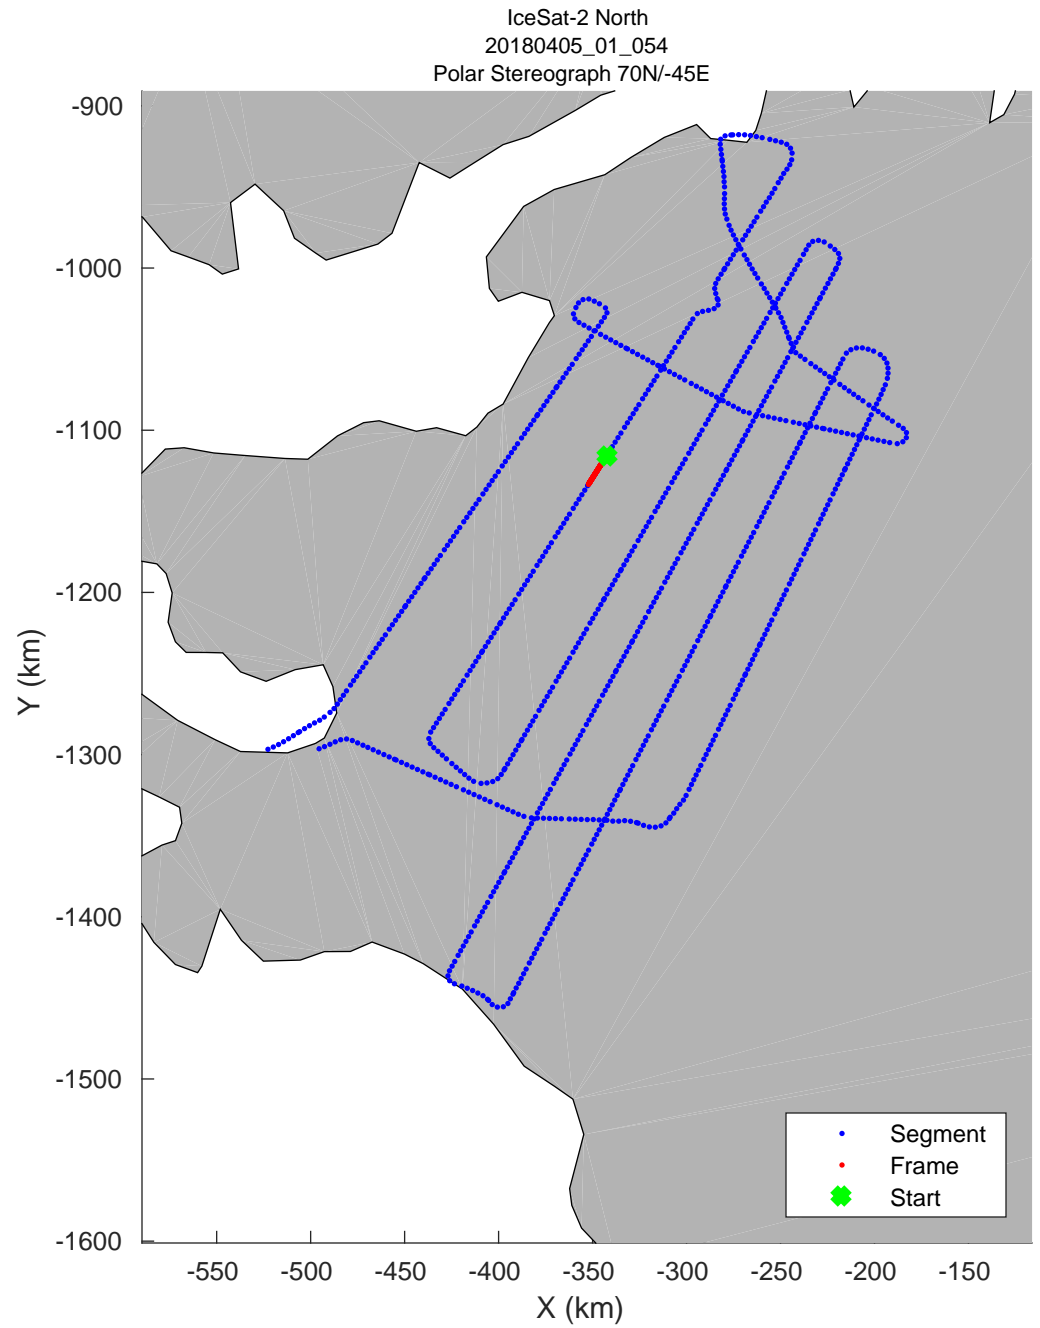 IceSat-2 North
20180405_01_054
Polar Stereograph 70N/-45E
-900
-1000
-1100
-1200
-1300
-1400
-1500
-1600
Y (km)
-550 -500 -450 -400 -350 -300 -250 -200 -150
X (km)
Segment
Frame
Start